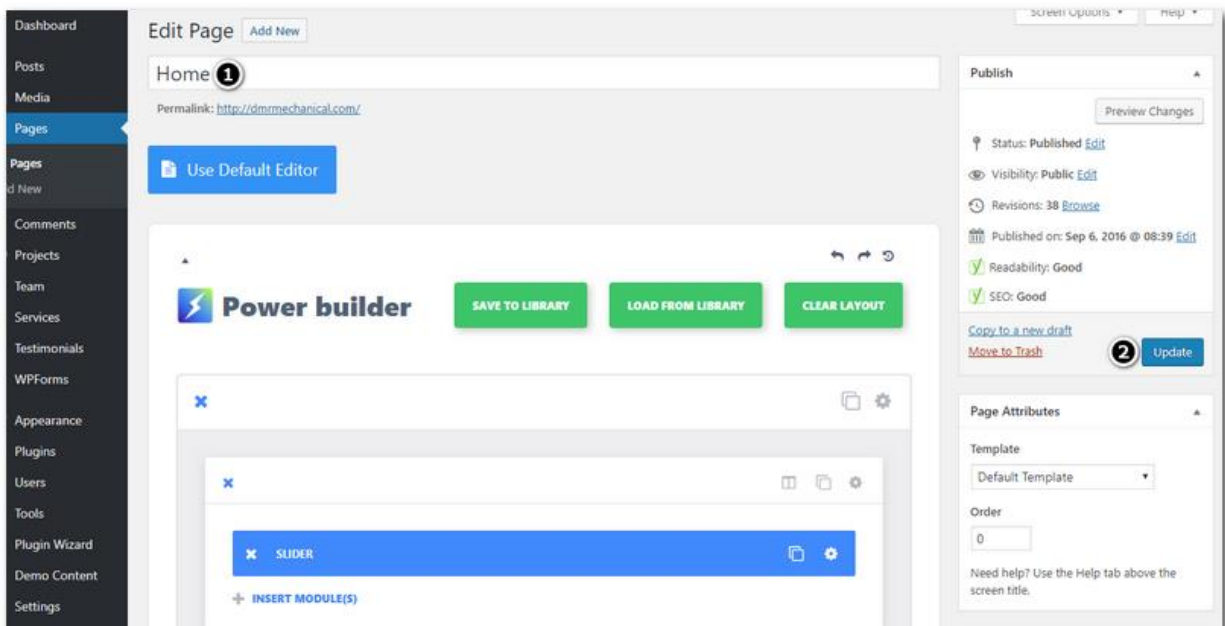 Dashboard
Posts
Media
Pages
Pages
d New
Comments
Projects
Team
Services
Testimonials
WPForms
Appearance
Plugins
Users
Tools
Plugin Wizard
Demo Content
Settings
Edit Page Add New
Home 1
Permalink: http://dmrmechanical.com/
Use Default Editor
Power builder SAVE TO LIBRARY LOAD FROM LIBRARY CLEAR LAYOUT
SLIDER
INSERT MODULE(S)
Screen Options Help
Publish
Preview Changes
Status: Published Edit
Visibility: Public Edit
Revisions: 38 Browse
Published on: Sep 6, 2016 @ 08:39 Edit
Readability: Good
SEO: Good
Copy to a new draft
Move to Trash 2 Update
Page Attributes
Template
Default Template
Order
0
Need help? Use the Help tab above the
screen title.